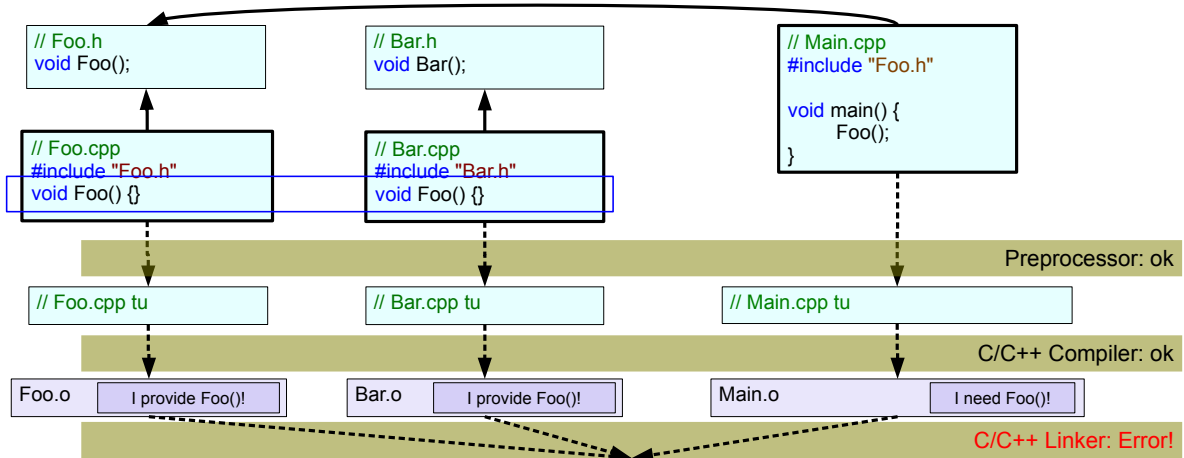 // Foo.h
void Foo();
// Bar.h
void Bar();
// Main.cpp
#include "Foo.h"
void main() {
Foo();
}
// Foo.cpp
#include "Foo.h"
void Foo() {}
// Bar.cpp
#include "Bar.h"
void Foo() {}
Preprocessor: ok
// Foo.cpp tu
// Bar.cpp tu
// Main.cpp tu
C/C++ Compiler: ok
Foo.o
I provide Foo()!
Bar.o
I provide Foo()!
Main.o
I need Foo()!
C/C++ Linker: Error!